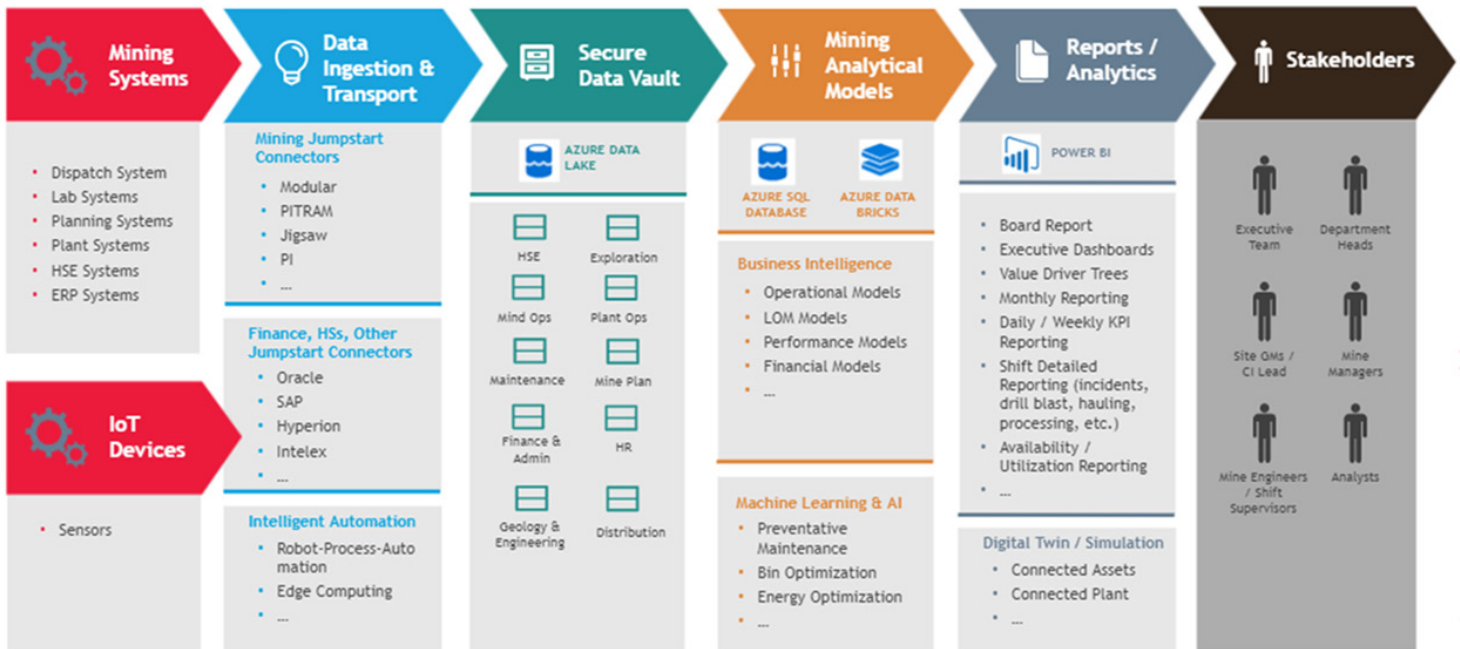 Mining
Systems
• Dispatch System
• Lab Systems
• Planning Systems
• Plant Systems
• HSE Systems
• ERP Systems
IoT
Devices
• Sensors
Data
Ingestion &
Transport
Mining Jumpstart
Connectors
• Modular
• PITRAM
• Jigsaw
• PI
• ...
Finance, HSs, Other
Jumpstart Connectors
• Oracle
• SAP
• Hyperion
• Intelex
• ...
Intelligent Automation
• Robot-Process-Auto
mation
• Edge Computing
• ...
Secure
Data Vault
AZURE DATA
LAKE
HSE
Exploration
Mind Ops
Plant Ops
Maintenance
Mine Plan
Finance &
Admin
HR
Geology &
Engineering
Distribution
Mining
Analytical
Models
AZURE SQL
DATABASE
AZURE DATA
BRICKS
Business Intelligence
• Operational Models
• LOM Models
• Performance Models
• Financial Models
• ...
Machine Learning & AI
• Preventative
Maintenance
• Bin Optimization
• Energy Optimization
• ...
Reports /
Analytics
POWER BI
• Board Report
• Executive Dashboards
• Value Driver Trees
• Monthly Reporting
• Daily / Weekly KPI
Reporting
• Shift Detailed
Reporting (incidents,
drill blast, hauling,
processing, etc.)
• Availability /
Utilization Reporting
• ...
Digital Twin / Simulation
• Connected Assets
• Connected Plant
• ...
Stakeholders
Executive
Team
Department
Heads
Site GMs /
CI Lead
Mine
Managers
Mine Engineers
/ Shift
Supervisors
Analysts